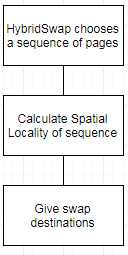 HybridSwap chooses
a sequence of pages
Calculate Spatial
Locality of sequence
Give swap
destinations